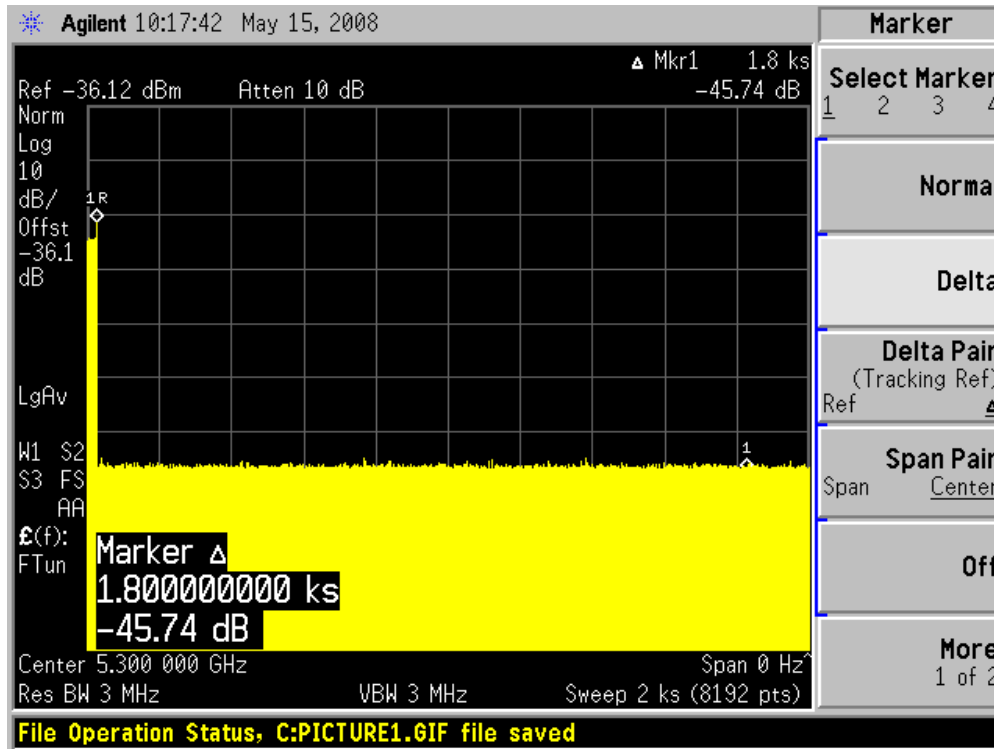 Agilent 10:17:42 May 15, 2008
Marker
Δ Mkr1 1.8 ks
Ref -36.12 dBm Atten 10 dB -45.74 dB
Norm
Log
10
dB/
Offst
-36.1
dB
1R
LgAv
W1 S2
S3 FS
AA
£(f):
FTun
1
Marker Δ
1.800000000 ks
-45.74 dB
Center 5.300 000 GHz Span 0 Hz^
Res BW 3 MHz VBW 3 MHz Sweep 2 ks (8192 pts)
File Operation Status, C:PICTURE1.GIF file saved
Select Marker
1 2 3 4
Norma
Delta
Delta Pair
(Tracking Ref)
Ref Δ
Span Pair
Span Center
Off
More
1 of 2